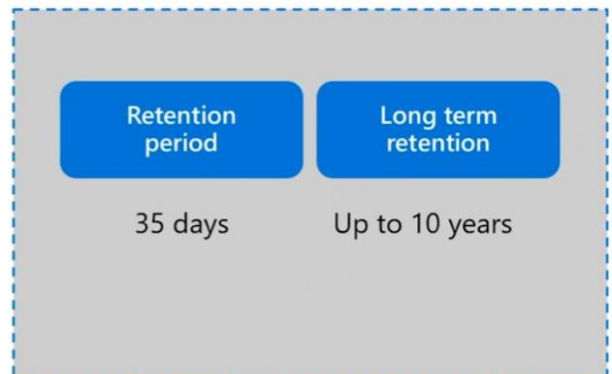 Retention
period
Long term
retention
35 days
Up to 10 years